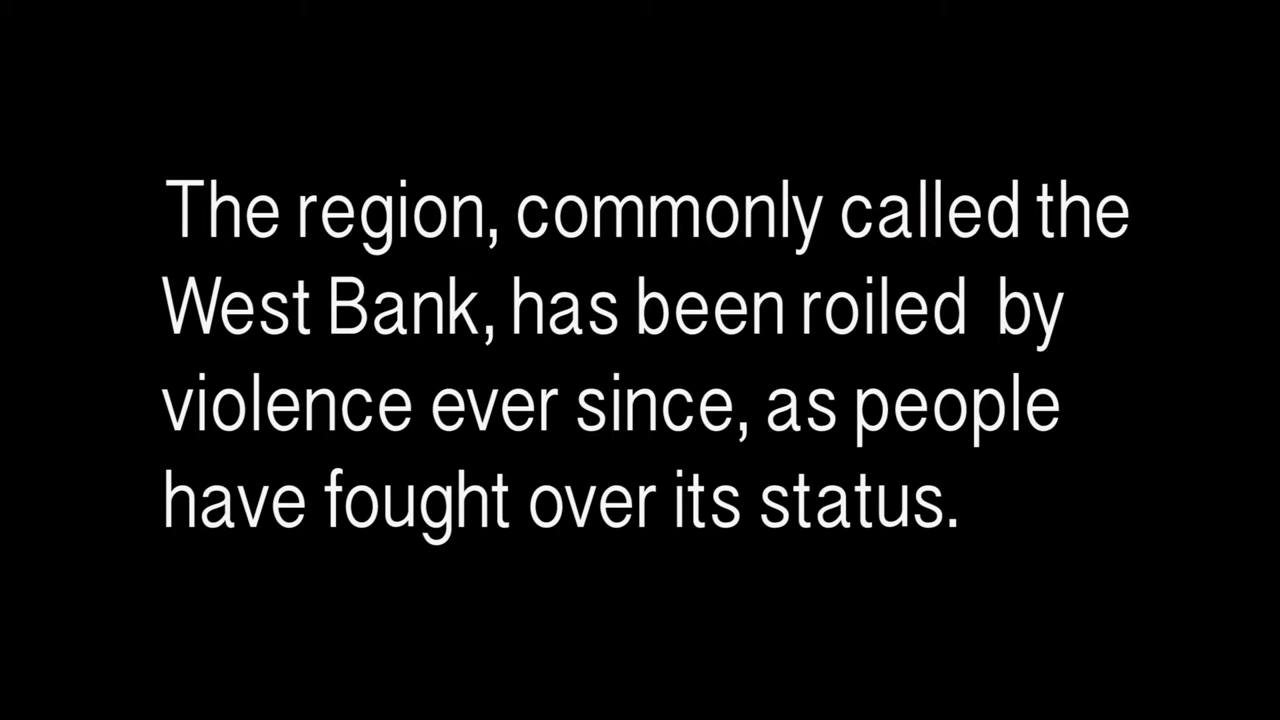 The region, commonly called the
West Bank, has been roiled by
violence ever since, as people
have fought over its status.